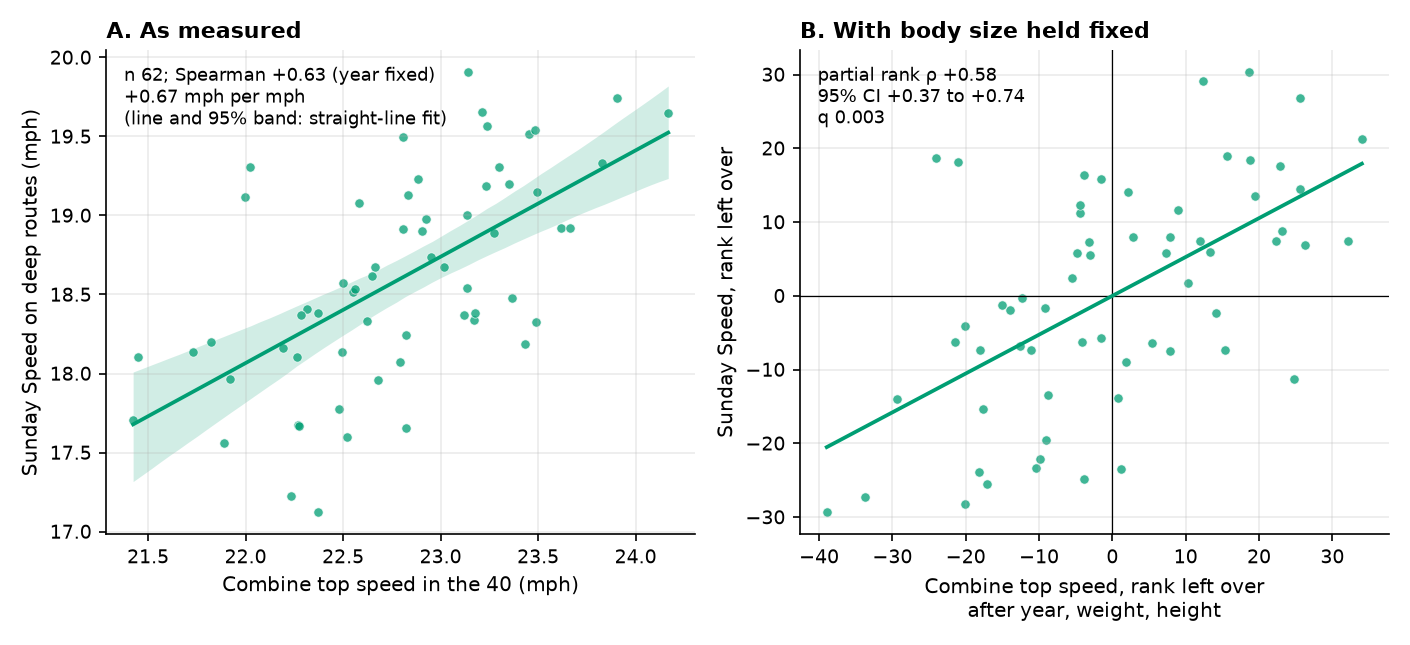 A. As measured
n 62; Spearman +0.63 (year fixed)
+0.67 mph per mph
(line and 95% band: straight-line fit)
Sunday Speed on deep routes (mph)
20.0
19.5
19.0
18.5
18.0
17.5
17.0
21.5 22.0 22.5 23.0 23.5 24.0
Combine top speed in the 40 (mph)
B. With body size held fixed
partial rank ρ +0.58
95% CI +0.37 to +0.74
q 0.003
Sunday Speed, rank left over
30
20
10
0
−10
−20
−30
−40 −30 −20 −10 0 10 20 30
Combine top speed, rank left over
after year, weight, height